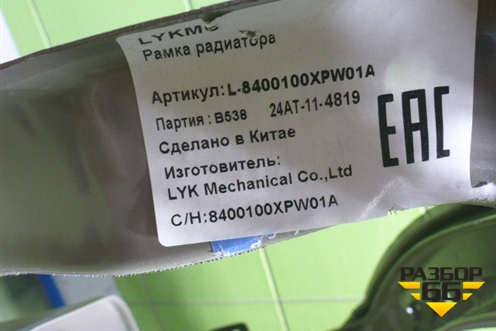 LYKMC
Рамка радиатора
Артикул: L-8400100XPW01A
Партия: B538 24AT-11-4819
Сделано в Китае
Изготовитель:
LYK Mechanical Co.,Ltd
С/Н:8400100XPW01A
EAC
РАЗБОР
66